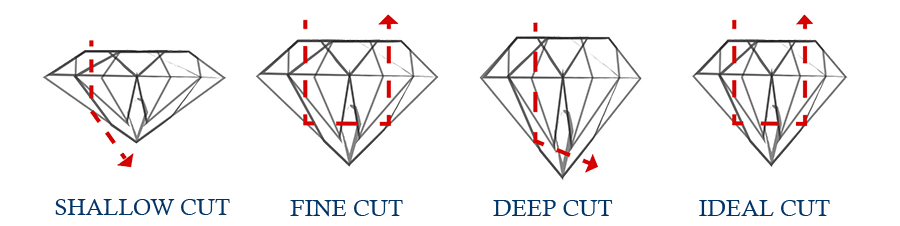 SHALLOW CUT
FINE CUT
DEEP CUT
IDEAL CUT